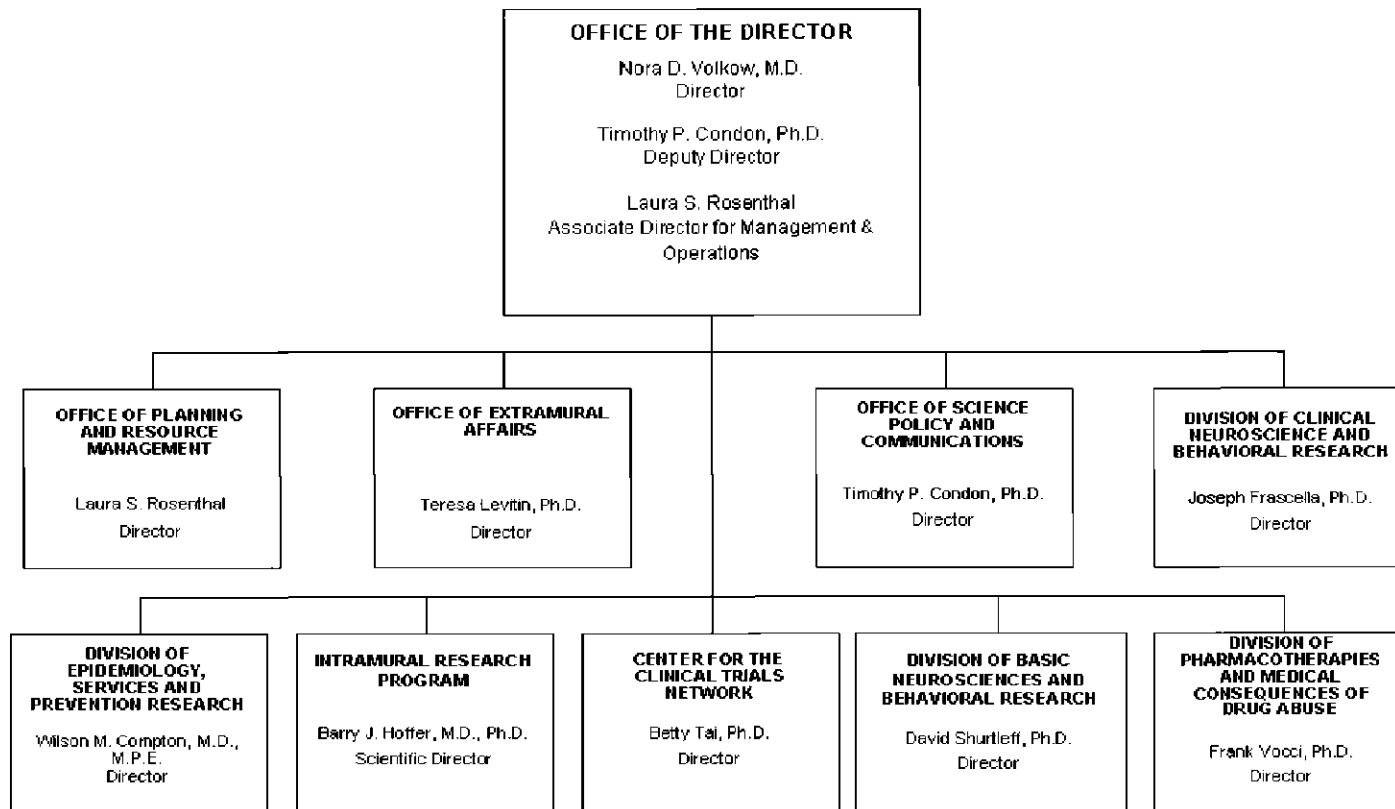 OFFICE OF THE DIRECTOR
Nora D. Volkow, M.D.
Director
Timothy P. Condon, Ph.D.
Deputy Director
Laura S. Rosenthal
Associate Director for Management &
Operations
OFFICE OF PLANNING
AND RESOURCE
MANAGEMENT
Laura S. Rosenthal
Director
OFFICE OF EXTRAMURAL
AFFAIRS
Teresa Levitin, Ph.D.
Director
OFFICE OF SCIENCE
POLICY AND
COMMUNICATIONS
Timothy P. Condon, Ph.D.
Director
DIVISION OF CLINICAL
NEUROSCIENCE AND
BEHAVIORAL RESEARCH
Joseph Frascella, Ph.D.
Director
DIVISION OF
EPIDEMIOLOGY,
SERVICES AND
PREVENTION RESEARCH
Wilson M. Compton, M.D.,
M.P.E.
Director
INTRAMURAL RESEARCH
PROGRAM
Barry J. Hoffer, M.D., Ph.D.
Scientific Director
CENTER FOR THE
CLINICAL TRIALS
NETWORK
Betty Tai, Ph.D.
Director
DIVISION OF BASIC
NEUROSCIENCES AND
BEHAVIORAL RESEARCH
David Shurtleff, Ph.D.
Director
DIVISION OF
PHARMACOTHERAPIES
AND MEDICAL
CONSEQUENCES OF
DRUG ABUSE
Frank Vocci, Ph.D.
Director